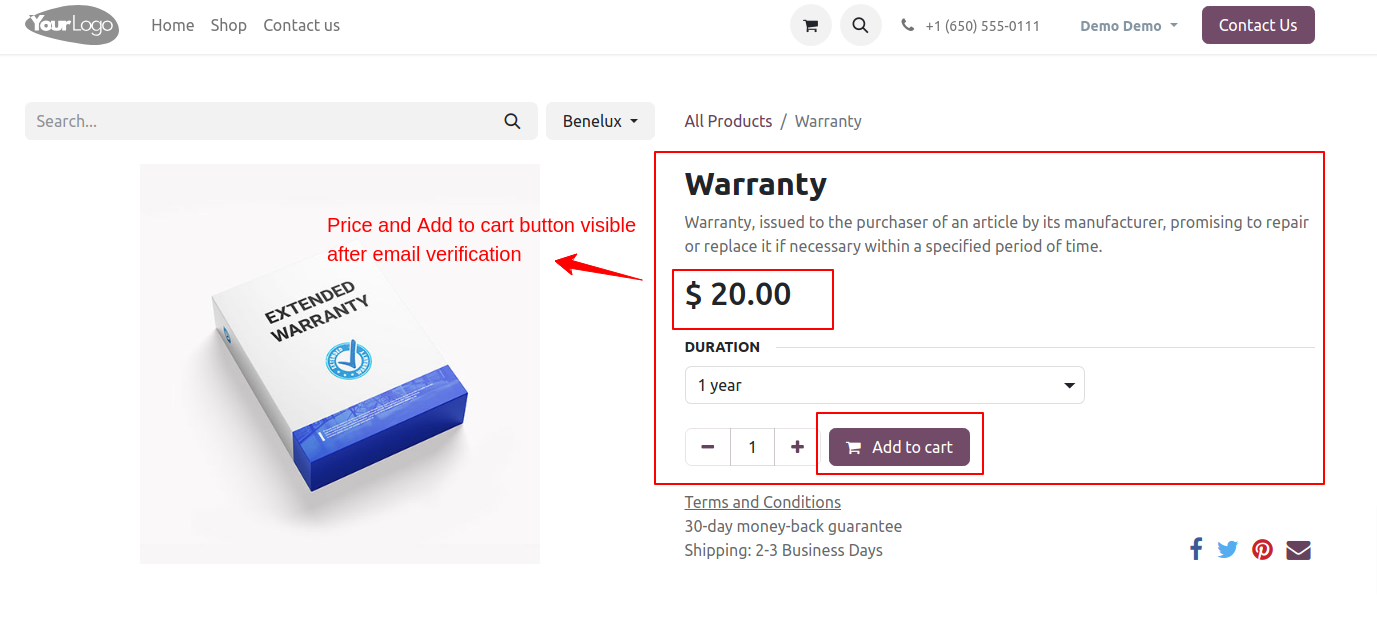 YourLogo
Home Shop Contact us
+1 (650) 555-0111 Demo Demo Contact Us
Search...
Benelux
All Products / Warranty
Price and Add to cart button visible
after email verification
EXTENDED
WARRANTY
Warranty
Warranty, issued to the purchaser of an article by its manufacturer, promising to repair
or replace it if necessary within a specified period of time.
$ 20.00
DURATION
1 year
1
Add to cart
Terms and Conditions
30-day money-back guarantee
Shipping: 2-3 Business Days